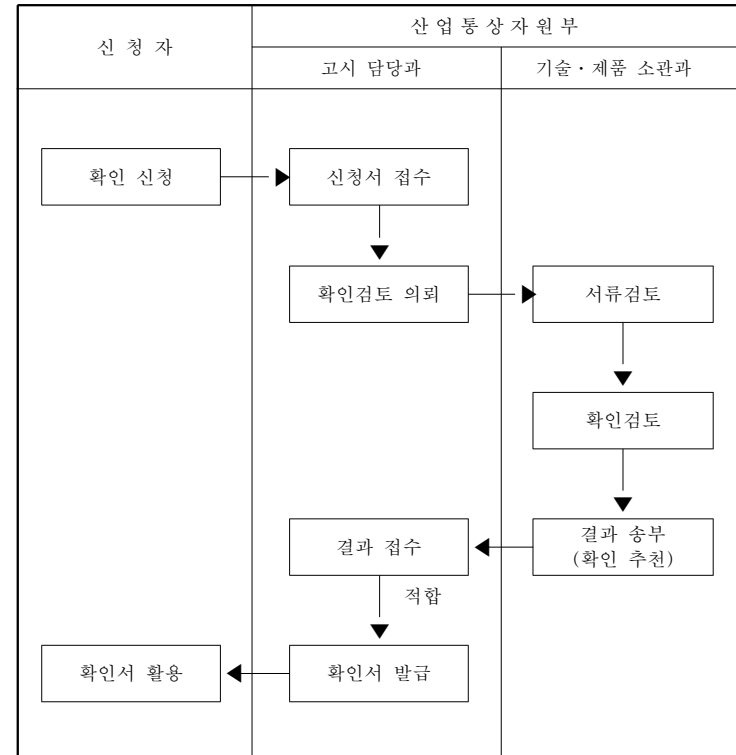 신 청 자
산 업 통 상 자 원 부
고시 담당과
기술·제품 소관과
확인 신청
신청서 접수
확인검토 의뢰
서류검토
확인검토
결과 접수
결과 송부
(확인 추천)
적합
확인서 활용
확인서 발급